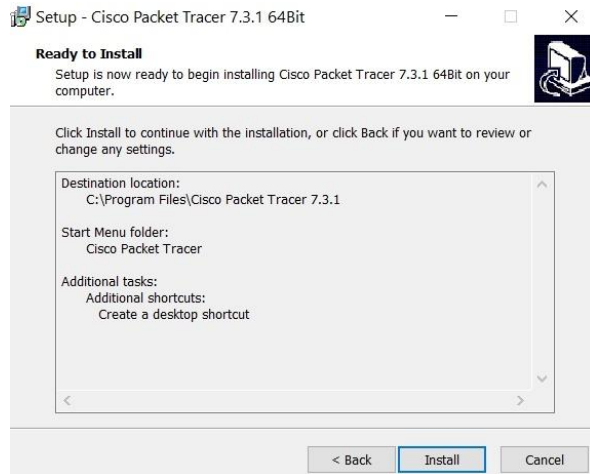 Setup - Cisco Packet Tracer 7.3.1 64Bit
Ready to Install
Setup is now ready to begin installing Cisco Packet Tracer 7.3.1 64Bit on your
computer.
Click Install to continue with the installation, or click Back if you want to review or
change any settings.
Destination location:
C:\Program Files\Cisco Packet Tracer 7.3.1
Start Menu folder:
Cisco Packet Tracer
Additional tasks:
Additional shortcuts:
Create a desktop shortcut
< Back Install Cancel